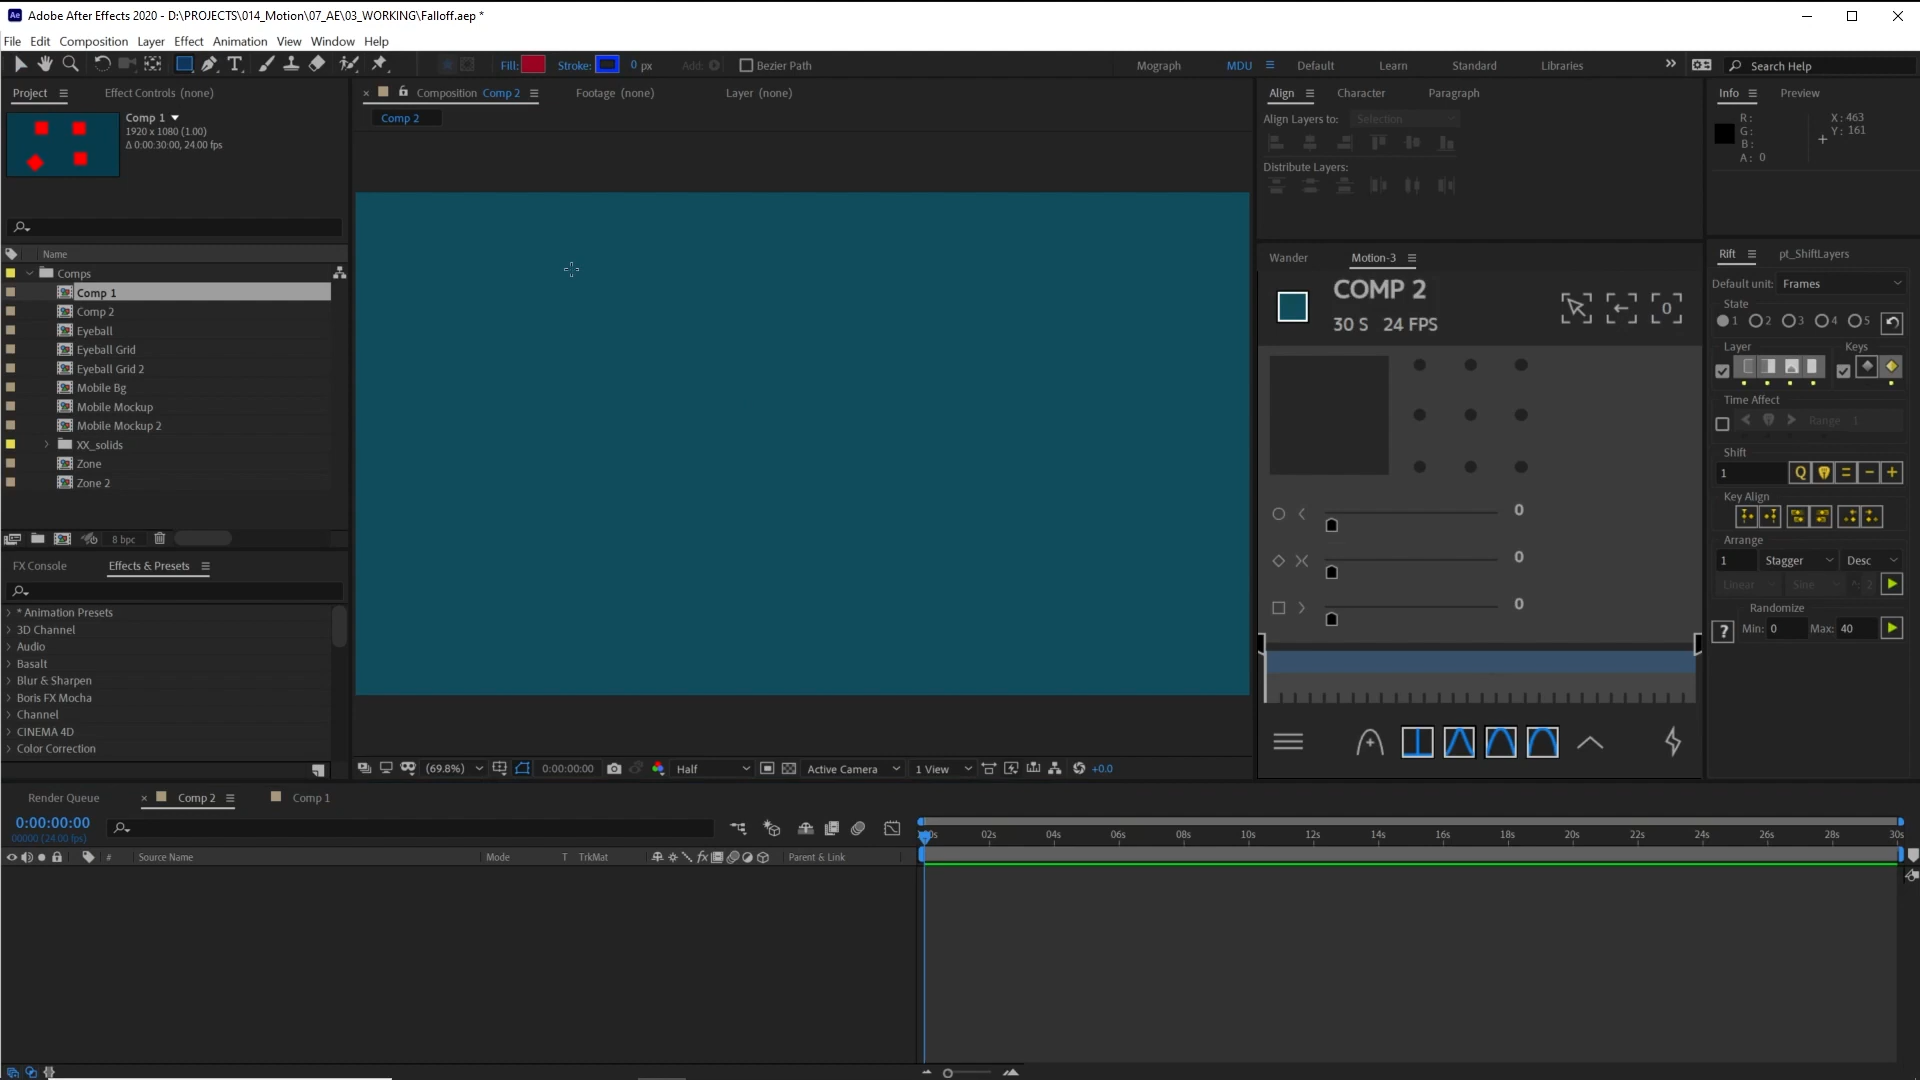 Adobe After Effects 2020 - D:\PROJECTS\014_Motion\07_AE\03_WORKING\Falloff.aep *
File Edit Composition Layer Effect Animation View Window Help
Fill: Stroke: 0 px Add: Bezier Path Mograph MDU Default Learn Standard Libraries Search Help
Project Effect Controls (none)
Comp 1
1920 x 1080 (1.00)
Δ 0:00:30:00, 24.00 fps
Name
Comps
Comp 1
Comp 2
Eyeball
Eyeball Grid
Eyeball Grid 2
Mobile Bg
Mobile Mockup
Mobile Mockup 2
XX_solids
Zone
Zone 2
8 bpc
FX Console Effects & Presets
* Animation Presets
3D Channel
Audio
Basalt
Blur & Sharpen
Boris FX Mocha
Channel
CINEMA 4D
Color Correction
Composition Comp 2 Footage (none) Layer (none)
Comp 2
(69.8%) 0:00:00:00 Half Active Camera 1 View +0.0
Align Character Paragraph
Align Layers to: Selection
Distribute Layers:
Wander Motion-3
COMP 2
30 S 24 FPS
0
0
0
Info Preview
R: X: 463
G: Y: 161
B:
A: 0
Rift pt_ShiftLayers
Default unit: Frames
State
1 2 3 4 5
Layer Keys
Time Affect
Range 1
Shift
1 Q = - +
Key Align
Arrange
1 Stagger Desc
Linear Sine 2
Randomize
? Min: 0 Max: 40
Render Queue Comp 2 Comp 1
0:00:00:00
00000 (24.00 fps)
# Source Name Mode T TrkMat fx Parent & Link
02s 04s 06s 08s 10s 12s 14s 16s 18s 20s 22s 24s 26s 28s 30s